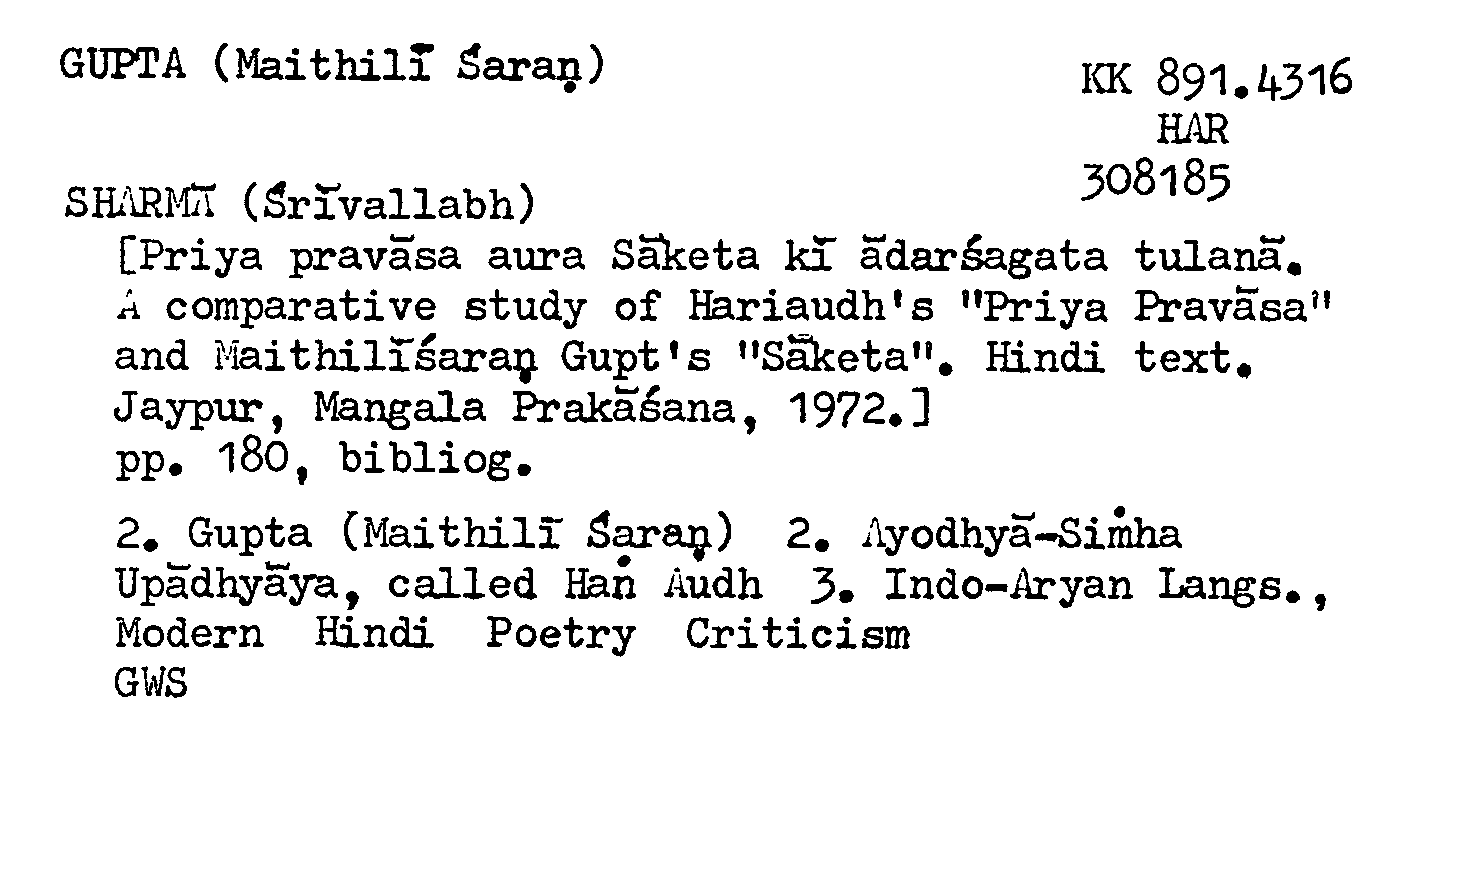 GUPTA (Maithilī Śaraṇ)
KK 891.4316
HAR
308185
SHARMĀ (Śrīvallabh)
[Priya pravāsa aura Sāketa kī ādarśagata tulanā.
A comparative study of Hariaudh's "Priya Pravāsa"
and Maithilīśaraṇ Gupt's "Sāketa". Hindi text.
Jaypur, Mangala Prakāśana, 1972.]
pp. 180, bibliog.
2. Gupta (Maithilī Śaraṇ) 2. Ayodhyā-Siṁha
Upādhyāya, called Haṅ Audh 3. Indo-Aryan Langs.,
Modern Hindi Poetry Criticism
GWS